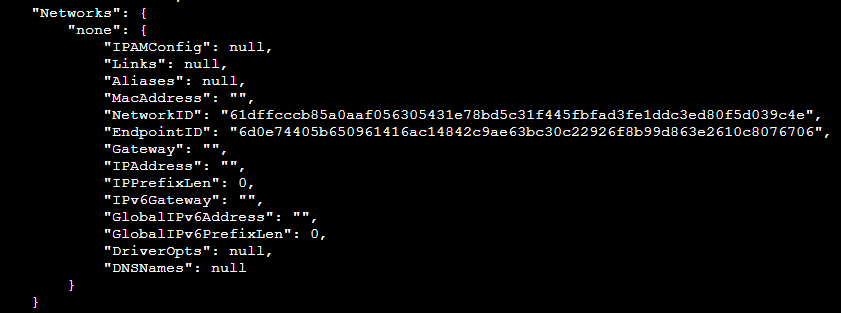 "Networks": {
"none": {
"IPAMConfig": null,
"Links": null,
"Aliases": null,
"MacAddress": "",
"NetworkID": "61dffcccb85a0aaf056305431e78bd5c31f445fbfad3fe1ddc3ed80f5d039c4e",
"EndpointID": "6d0e74405b650961416ac14842c9ae63bc30c22926f8b99d863e2610c8076706",
"Gateway": "",
"IPAddress": "",
"IPPrefixLen": 0,
"IPv6Gateway": "",
"GlobalIPv6Address": "",
"GlobalIPv6PrefixLen": 0,
"DriverOpts": null,
"DNSNames": null
}
}